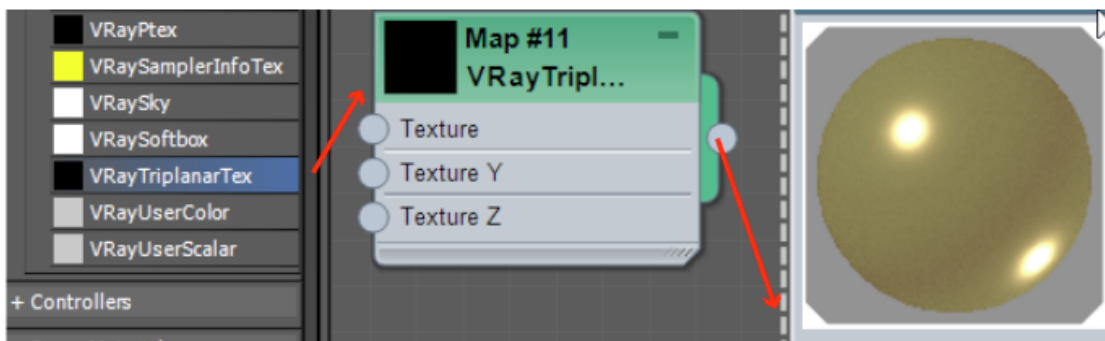 VRayPtex
VRaySamplerInfoTex
VRaySky
VRaySoftbox
VRayTriplanarTex
VRayUserColor
VRayUserScalar
+ Controllers
Map #11
VRayTripl...
Texture
Texture Y
Texture Z